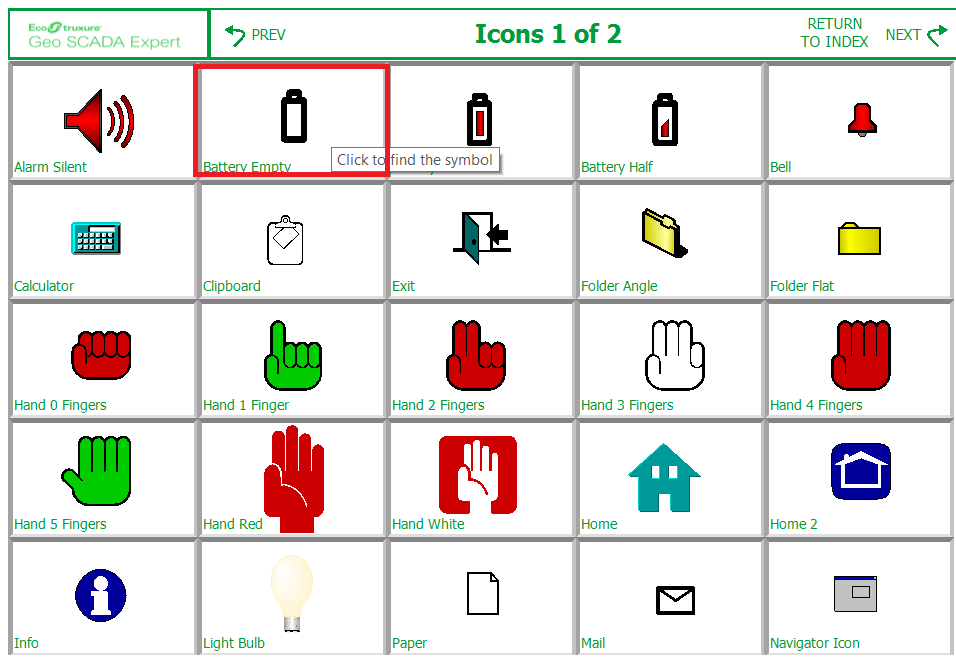 EcoStruxure
Geo SCADA Expert
PREV
Icons 1 of 2
RETURN
TO INDEX
NEXT
Alarm Silent
Battery Empty
Click to find the symbol
Battery Half
Bell
Calculator
Clipboard
Exit
Folder Angle
Folder Flat
Hand 0 Fingers
Hand 1 Finger
Hand 2 Fingers
Hand 3 Fingers
Hand 4 Fingers
Hand 5 Fingers
Hand Red
Hand White
Home
Home 2
Info
Light Bulb
Paper
Mail
Navigator Icon